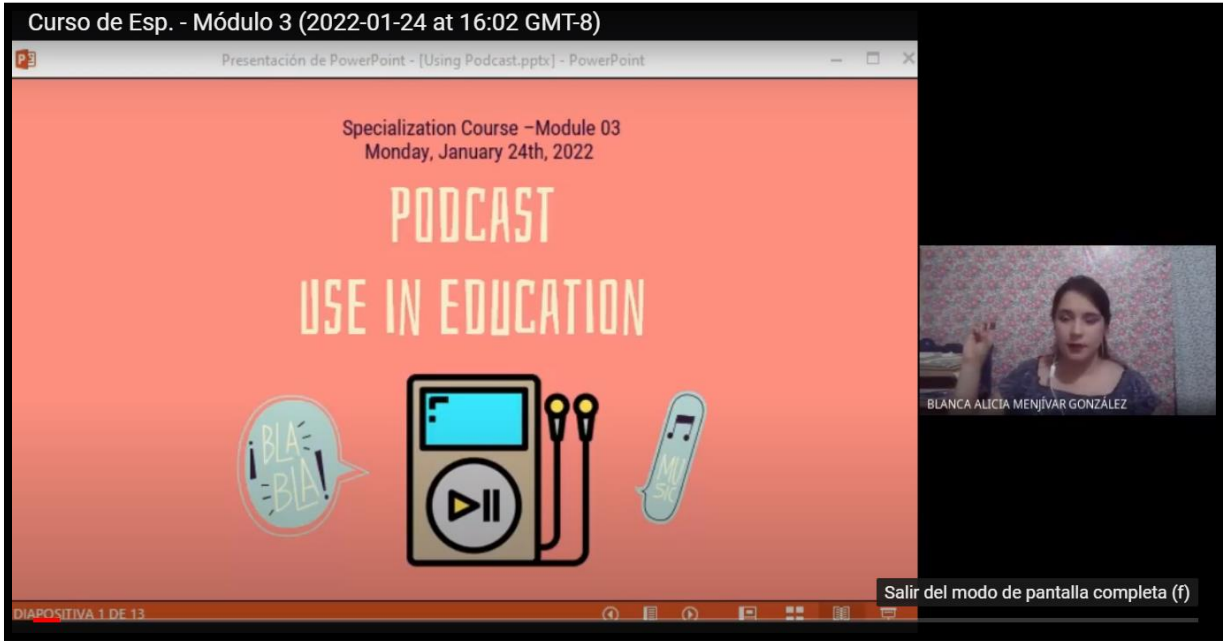 Curso de Esp. - Módulo 3 (2022-01-24 at 16:02 GMT-8)
Presentación de PowerPoint - [Using Podcast.pptx] - PowerPoint
Specialization Course –Module 03
Monday, January 24th, 2022
PODCAST
USE IN EDUCATION
¡BLA
BLA!
MU
SIC
BLANCA ALICIA MENJÍVAR GONZÁLEZ
Salir del modo de pantalla completa (f)
DIAPOSITIVA 1 DE 13